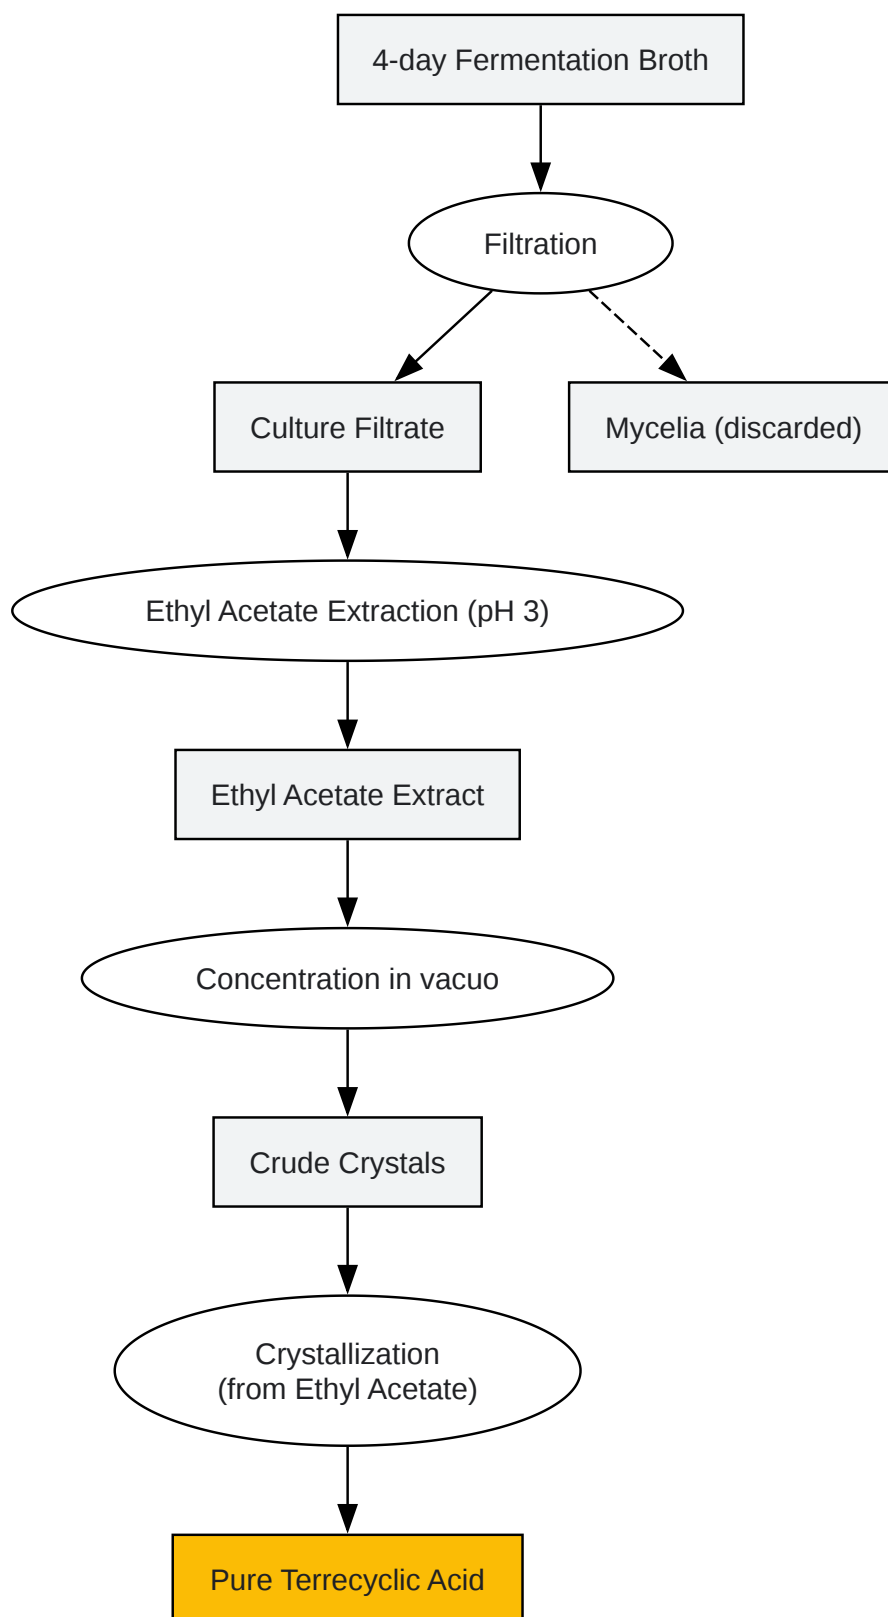 4-day Fermentation Broth
Filtration
Culture Filtrate
Mycelia (discarded)
Ethyl Acetate Extraction (pH 3)
Ethyl Acetate Extract
Concentration in vacuo
Crude Crystals
Crystallization
(from Ethyl Acetate)
Pure Terrecyclic Acid